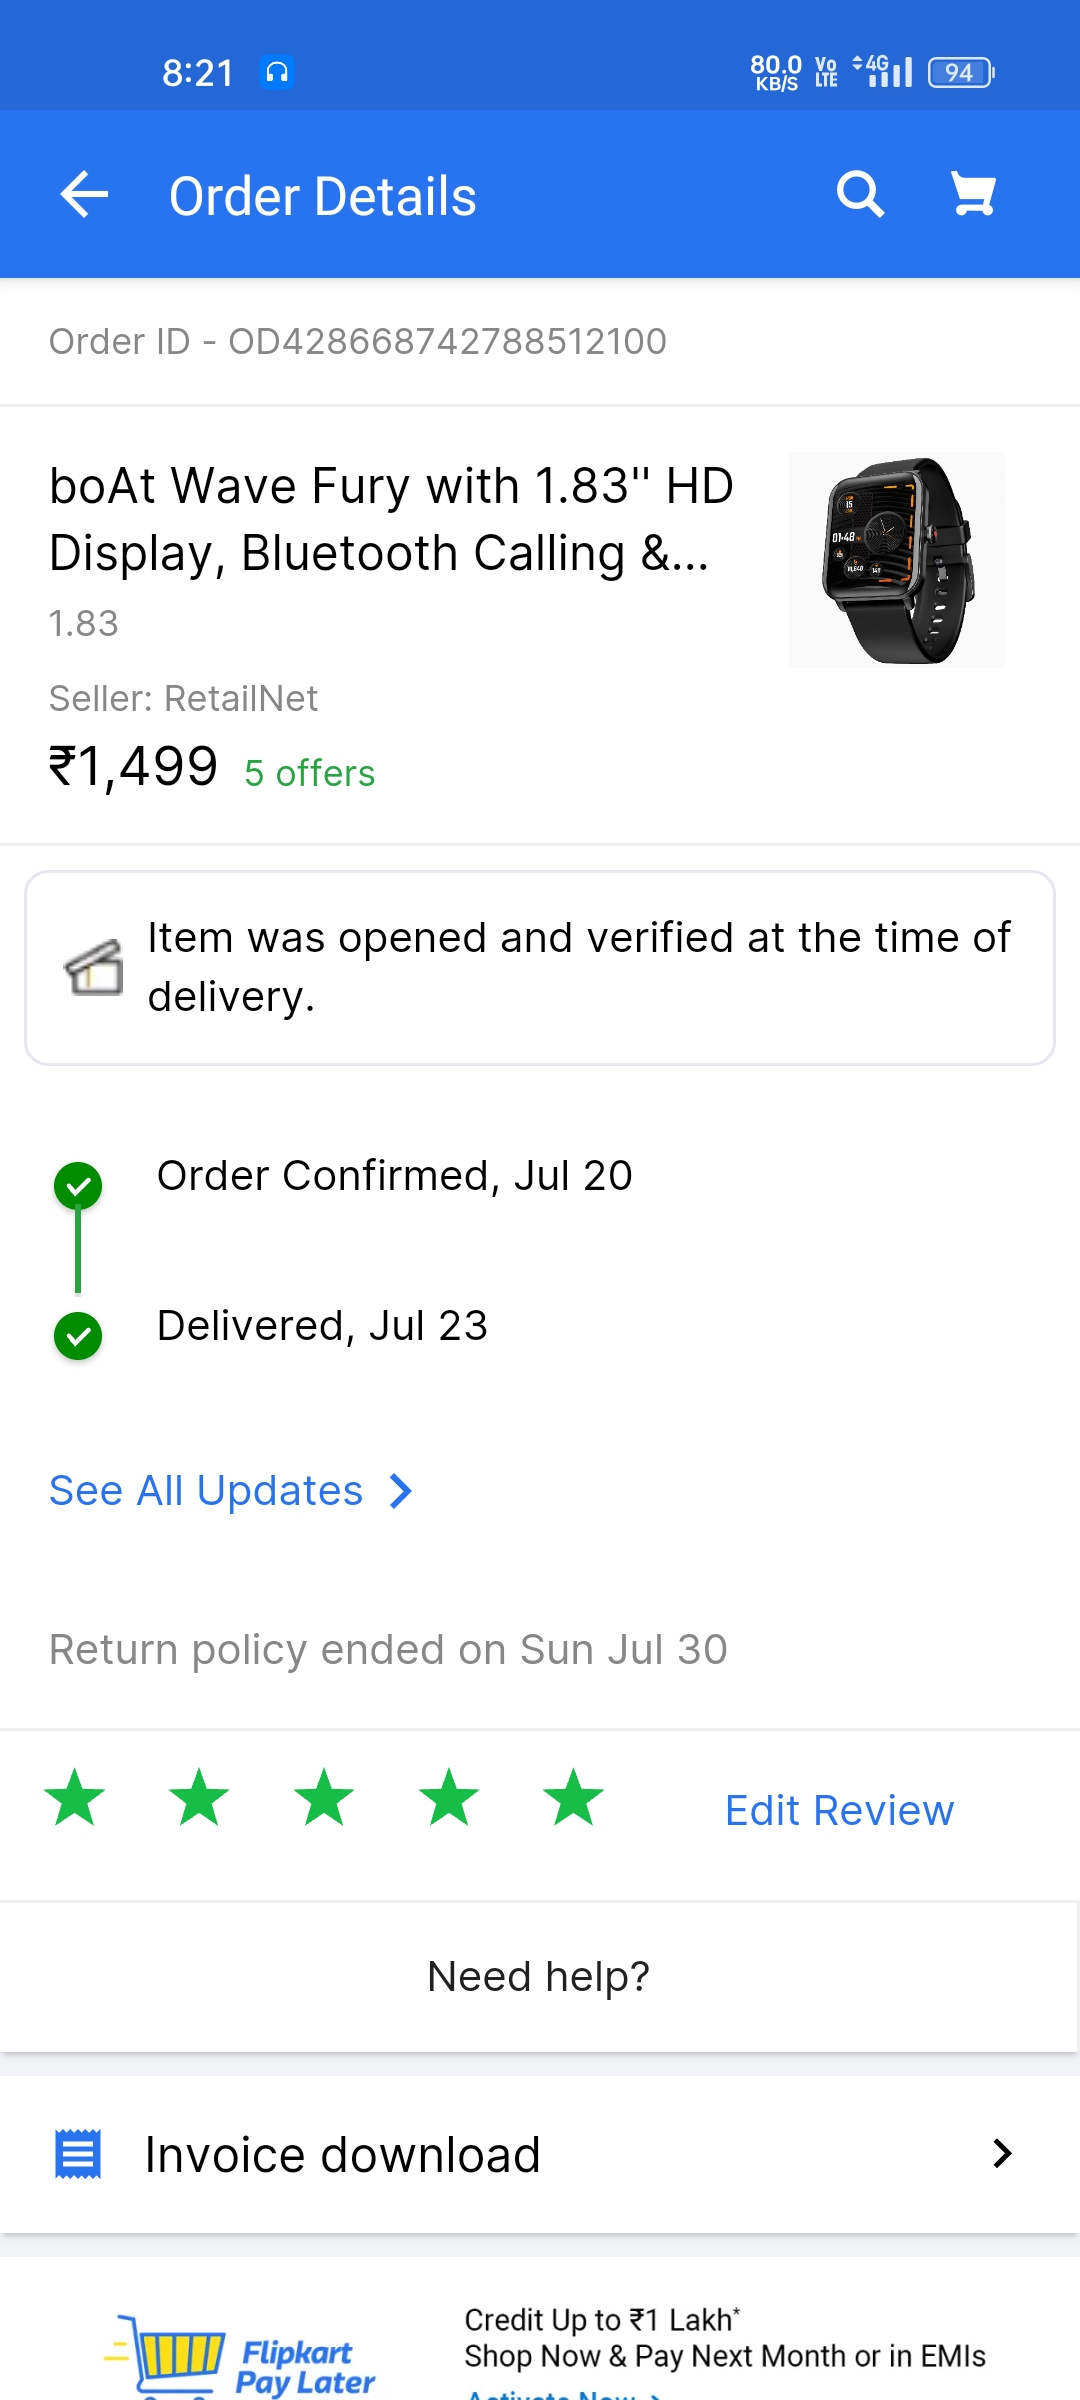 8:21
80.0 KB/S Vo LTE 4G 94
Order Details
Order ID - OD428668742788512100
boAt Wave Fury with 1.83'' HD
Display, Bluetooth Calling &...
1.83
Seller: RetailNet
₹1,499 5 offers
Item was opened and verified at the time of
delivery.
Order Confirmed, Jul 20
Delivered, Jul 23
See All Updates
Return policy ended on Sun Jul 30
Edit Review
Need help?
Invoice download
Flipkart
Pay Later
Credit Up to ₹1 Lakh*
Shop Now & Pay Next Month or in EMIs
Activate Now